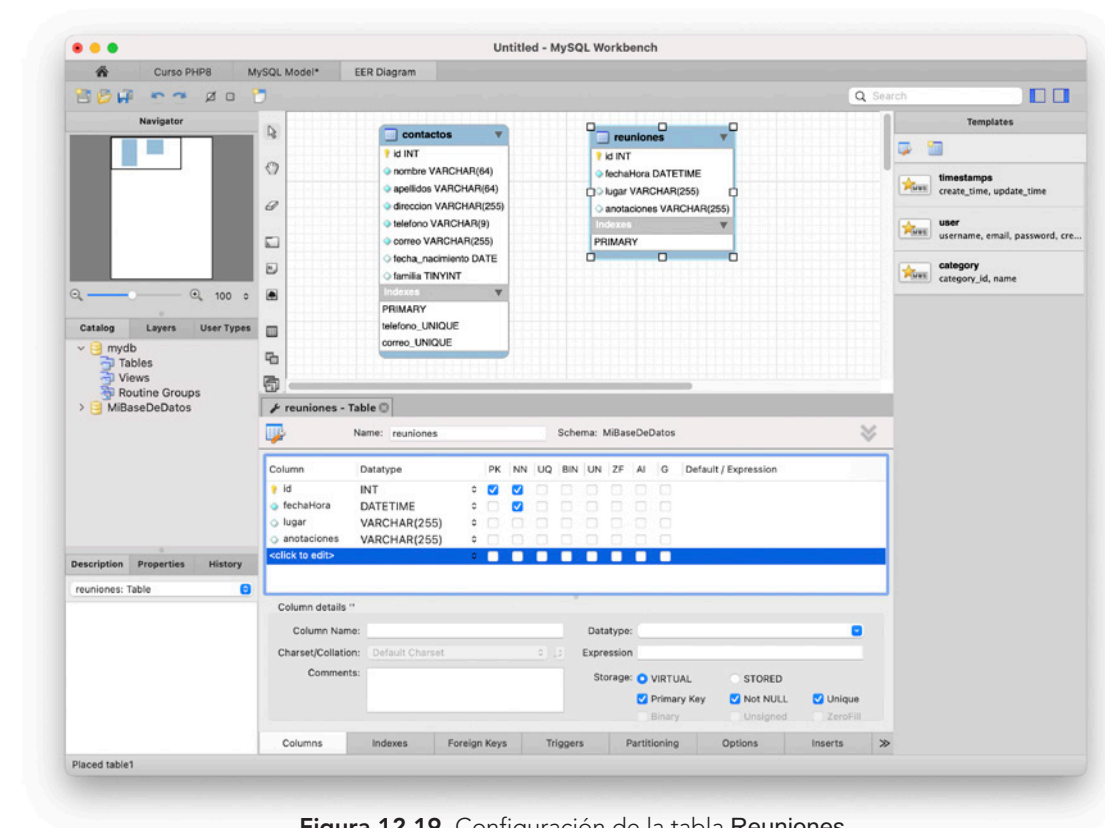 Untitled - MySQL Workbench
Curso PHP8
MySQL Model*
EER Diagram
Search
Navigator
100
Catalog Layers User Types
mydb
Tables
Views
Routine Groups
MiBaseDeDatos
Description Properties History
reuniones: Table
contactos
id INT
nombre VARCHAR(64)
apellidos VARCHAR(64)
direccion VARCHAR(255)
telefono VARCHAR(9)
correo VARCHAR(255)
fecha_nacimiento DATE
familia TINYINT
Indexes
PRIMARY
telefono_UNIQUE
correo_UNIQUE
reuniones
id INT
fechaHora DATETIME
lugar VARCHAR(255)
anotaciones VARCHAR(255)
Indexes
PRIMARY
Templates
timestamps
create_time, update_time
user
username, email, password, cre...
category
category_id, name
reuniones - Table
Name: reuniones Schema: MiBaseDeDatos
Column Datatype PK NN UQ BIN UN ZF AI G Default / Expression
id INT
fechaHora DATETIME
lugar VARCHAR(255)
anotaciones VARCHAR(255)
<click to edit>
Column details ''
Column Name: Datatype:
Charset/Collation: Default Charset Expression
Comments: Storage: VIRTUAL STORED
Primary Key Not NULL Unique
Binary Unsigned ZeroFill
Columns Indexes Foreign Keys Triggers Partitioning Options Inserts
Placed table1
Figura 12.19. Configuración de la tabla Reuniones